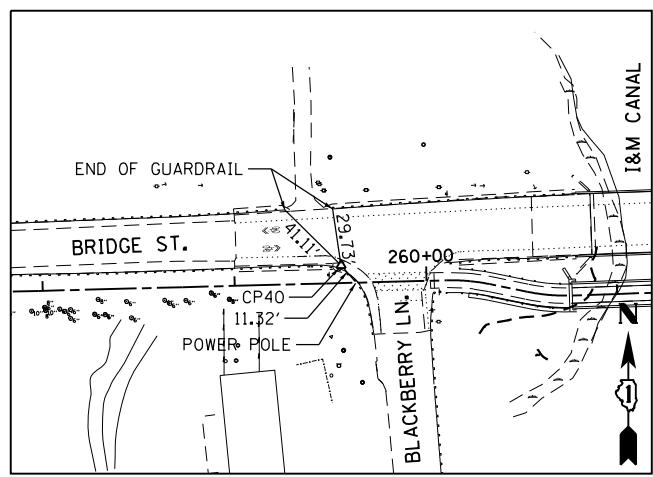 I&M CANAL
END OF GUARDRAIL
41.11'
29.73'
BRIDGE ST.
260+00
CP40
11.32'
POWER POLE
BLACKBERRY LN.
N
1